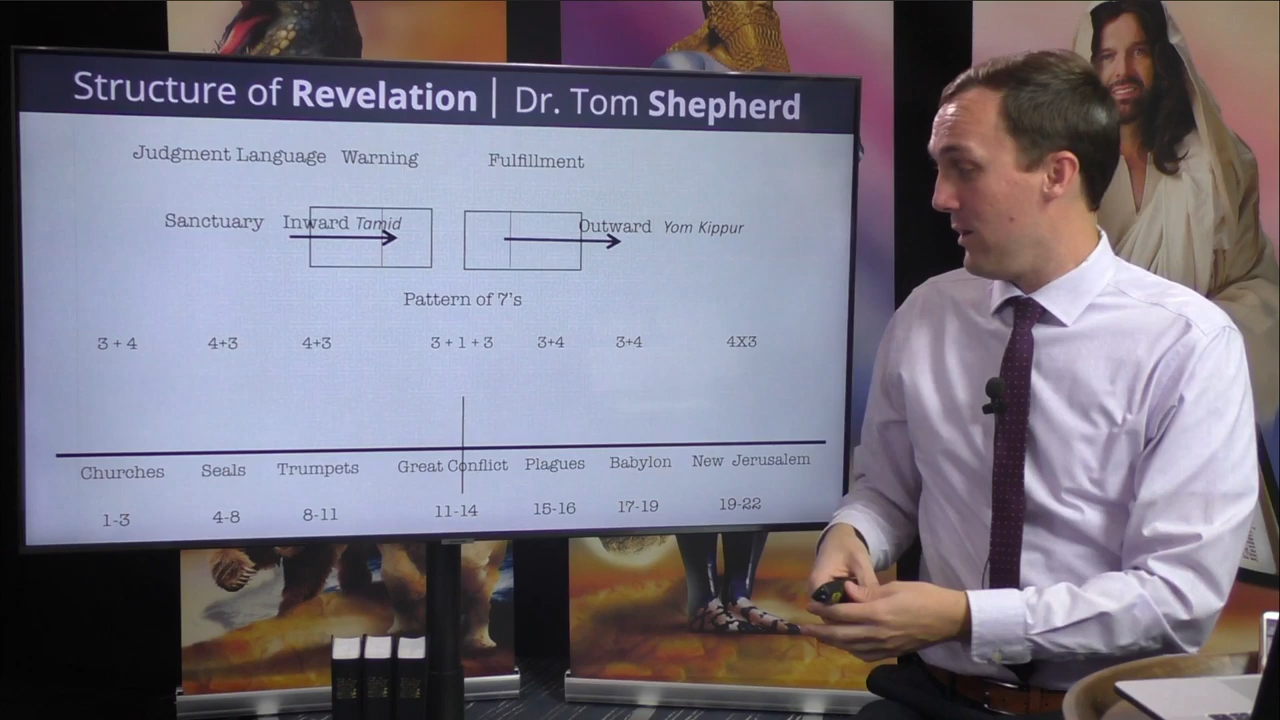 Structure of Revelation | Dr. Tom Shepherd
Judgment Language Warning Fulfillment
Sanctuary Inward Tamid Outward Yom Kippur
Pattern of 7's
3 + 4 4+3 4+3 3 + 1 + 3 3+4 3+4 4X3
Churches Seals Trumpets Great Conflict Plagues Babylon New Jerusalem
1-3 4-8 8-11 11-14 15-16 17-19 19-22